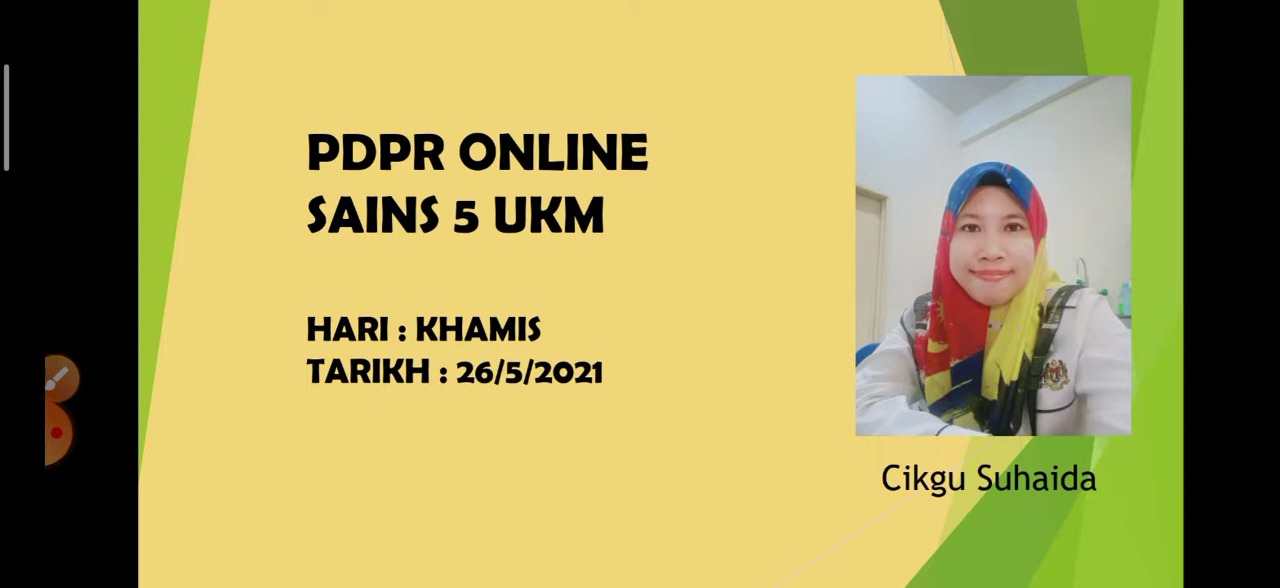 PDPR ONLINE
SAINS 5 UKM
HARI : KHAMIS
TARIKH : 26/5/2021
Cikgu Suhaida